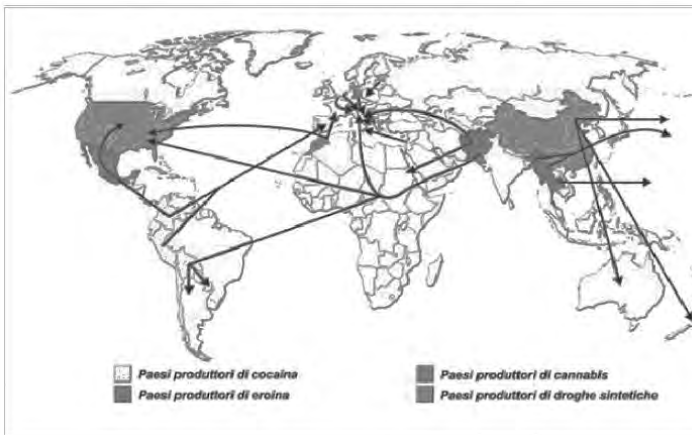 Paesi produttori di cocaina
Paesi produttori di eroina
Paesi produttori di cannabis
Paesi produttori di droghe sintetiche